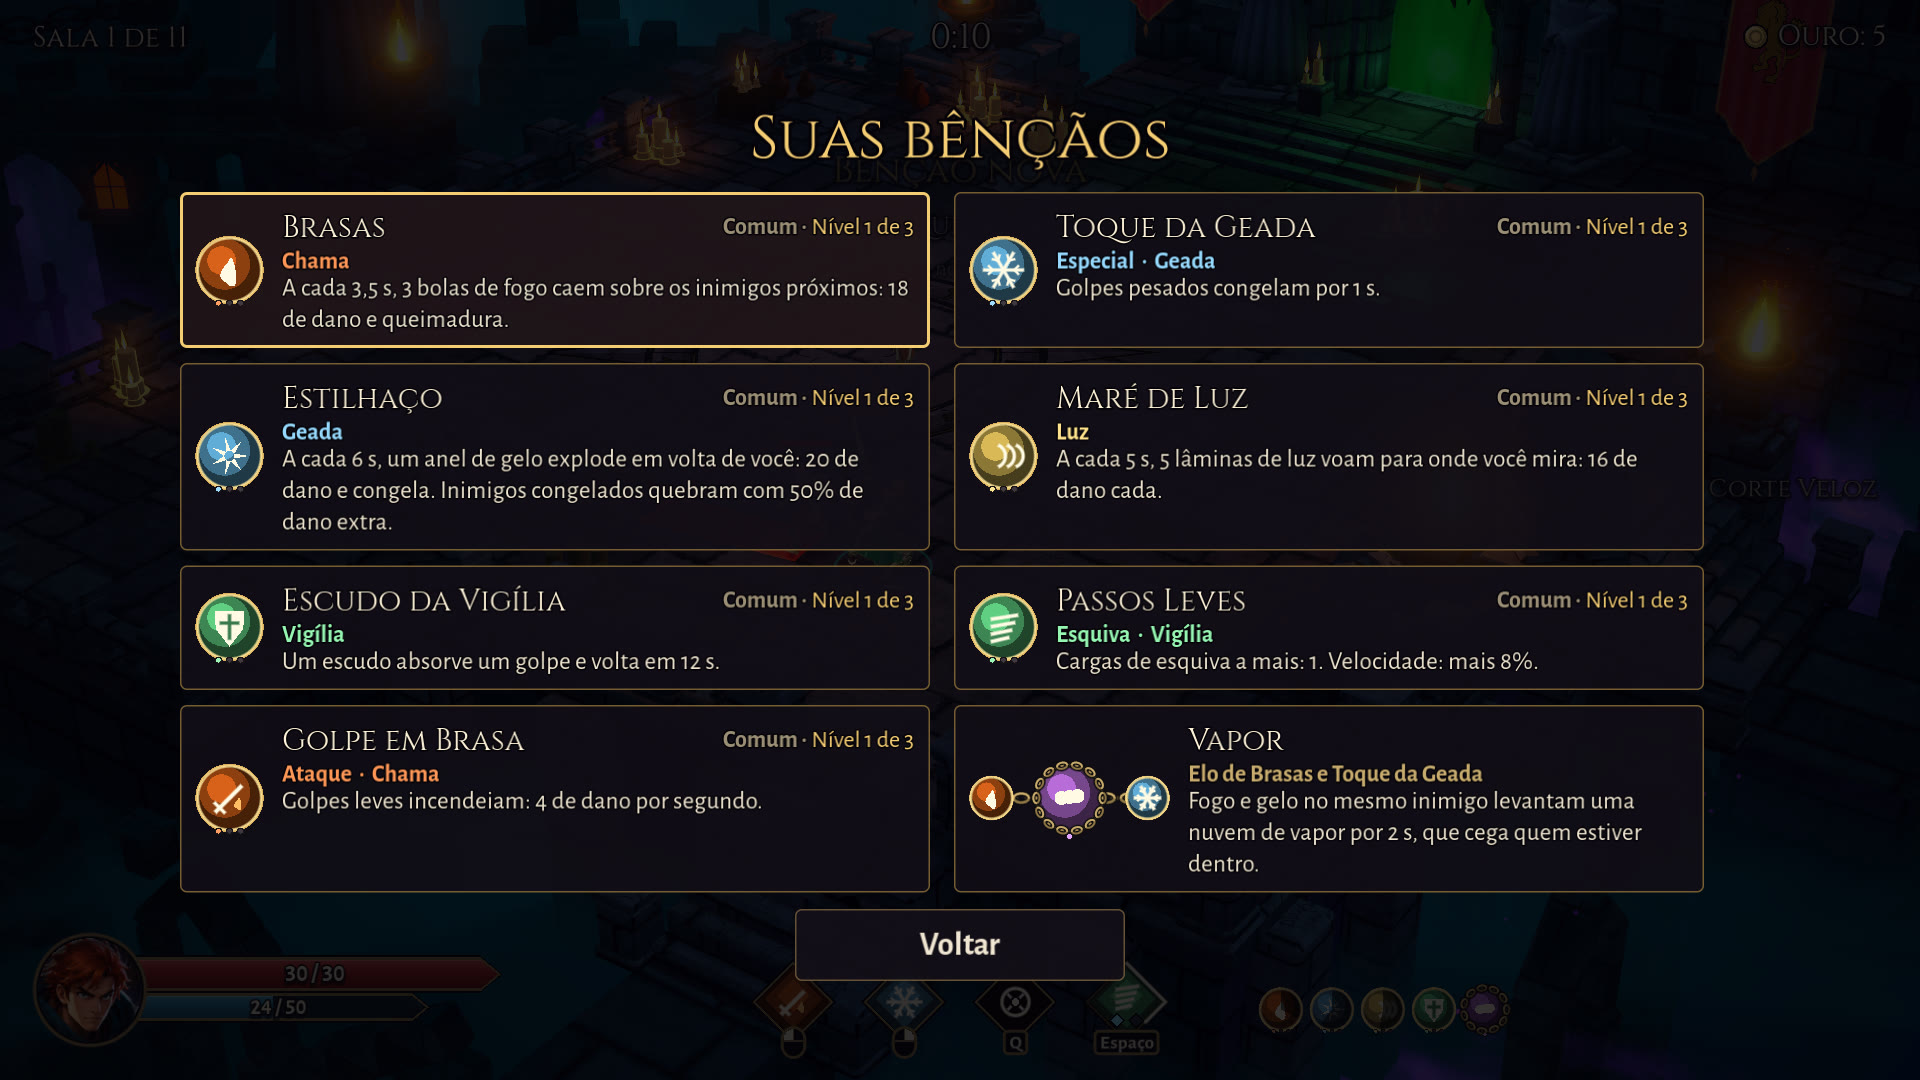 Sala 1 de 11
0:10
Ouro: 5
Suas bênçãos
Bênção nova
Brasas
Comum · Nível 1 de 3
Chama
A cada 3,5 s, 3 bolas de fogo caem sobre os inimigos próximos: 18
de dano e queimadura.
Toque da Geada
Comum · Nível 1 de 3
Especial · Geada
Golpes pesados congelam por 1 s.
Estilhaço
Comum · Nível 1 de 3
Geada
A cada 6 s, um anel de gelo explode em volta de você: 20 de
dano e congela. Inimigos congelados quebram com 50% de
dano extra.
Maré de Luz
Comum · Nível 1 de 3
Luz
A cada 5 s, 5 lâminas de luz voam para onde você mira: 16 de
dano cada.
Corte Veloz
Escudo da Vigília
Comum · Nível 1 de 3
Vigília
Um escudo absorve um golpe e volta em 12 s.
Passos Leves
Comum · Nível 1 de 3
Esquiva · Vigília
Cargas de esquiva a mais: 1. Velocidade: mais 8%.
Golpe em Brasa
Comum · Nível 1 de 3
Ataque · Chama
Golpes leves incendeiam: 4 de dano por segundo.
Vapor
Elo de Brasas e Toque da Geada
Fogo e gelo no mesmo inimigo levantam uma
nuvem de vapor por 2 s, que cega quem estiver
dentro.
Voltar
30/30
24/50
Q
Espaço